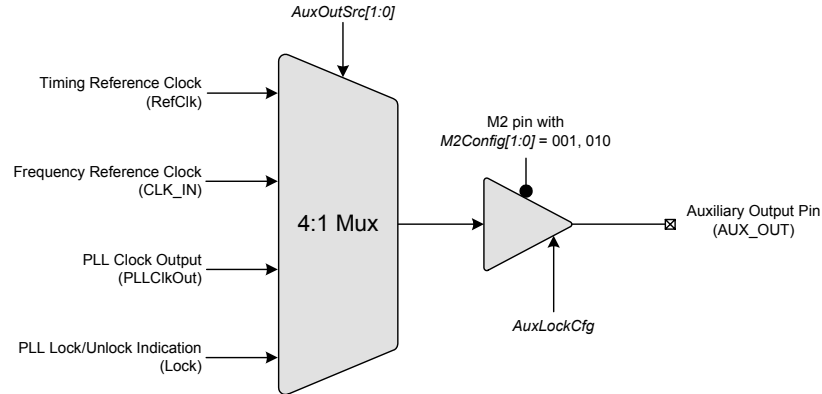 AuxOutSrc[1:0]
Timing Reference Clock
(RefClk)
Frequency Reference Clock
(CLK_IN)
PLL Clock Output
(PLLClkOut)
PLL Lock/Unlock Indication
(Lock)
4:1 Mux
M2 pin with
M2Config[1:0] = 001, 010
AuxLockCfg
Auxiliary Output Pin
(AUX_OUT)